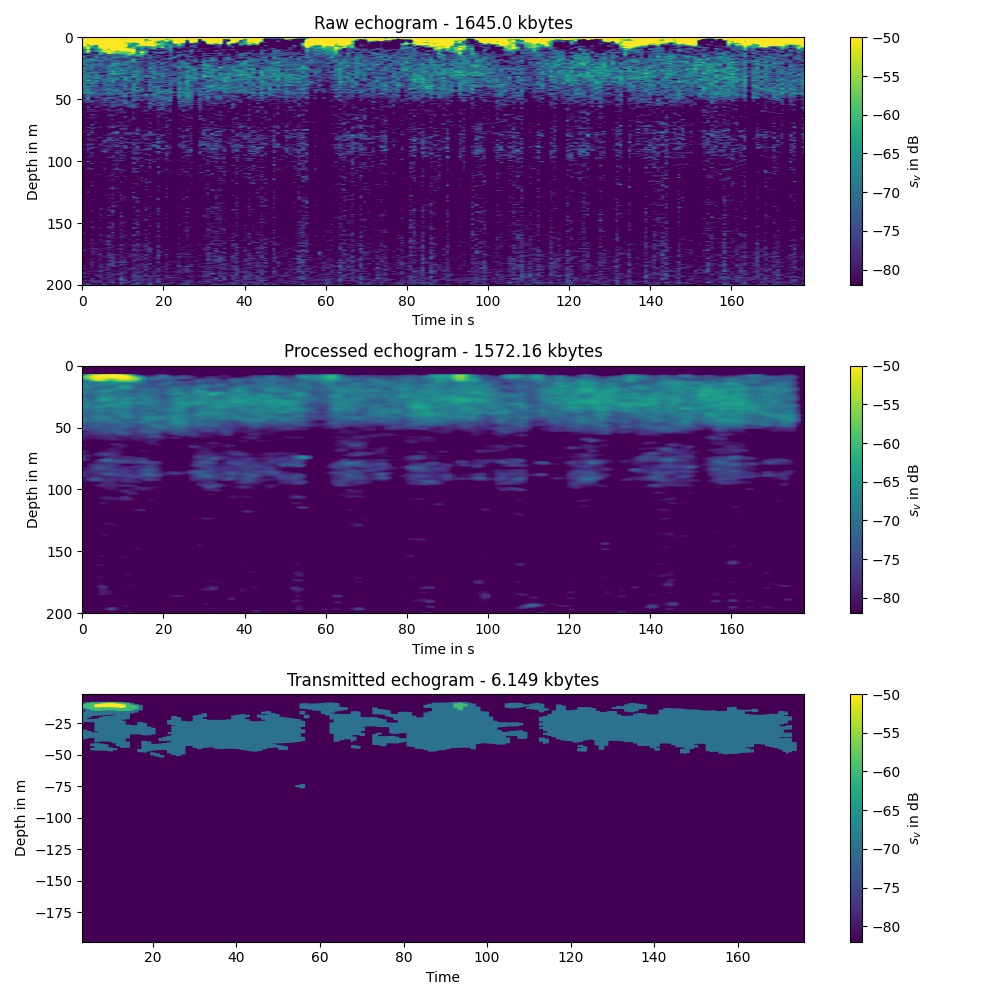 Raw echogram - 1645.0 kbytes
0
50
100
150
200
Depth in m
0 20 40 60 80 100 120 140 160
Time in s
−50
−55
−60
−65
−70
−75
−80
sv in dB
Processed echogram - 1572.16 kbytes
0
50
100
150
200
Depth in m
0 20 40 60 80 100 120 140 160
Time in s
−50
−55
−60
−65
−70
−75
−80
sv in dB
Transmitted echogram - 6.149 kbytes
−25
−50
−75
−100
−125
−150
−175
Depth in m
20 40 60 80 100 120 140 160
Time
−50
−55
−60
−65
−70
−75
−80
sv in dB